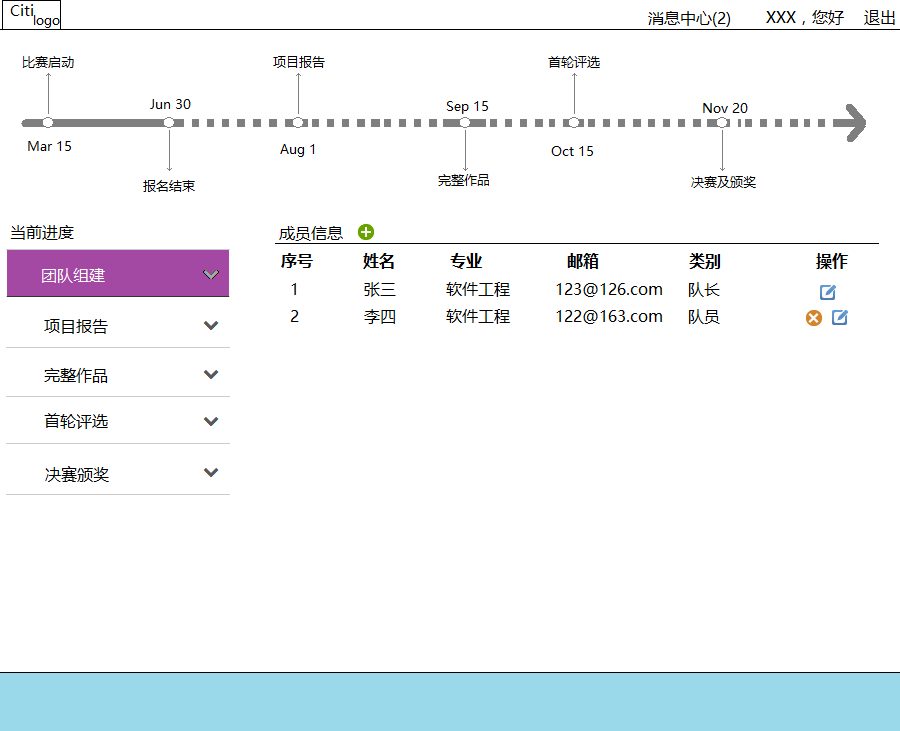 Citi
logo
消息中心(2) XXX，您好 退出
比赛启动 项目报告 首轮评选
Jun 30 Sep 15 Nov 20
Mar 15 Aug 1 Oct 15
报名结束 完整作品 决赛及颁奖
当前进度
团队组建
项目报告
完整作品
首轮评选
决赛颁奖
成员信息
序号 姓名 专业 邮箱 类别 操作
1 张三 软件工程 123@126.com 队长
2 李四 软件工程 122@163.com 队员